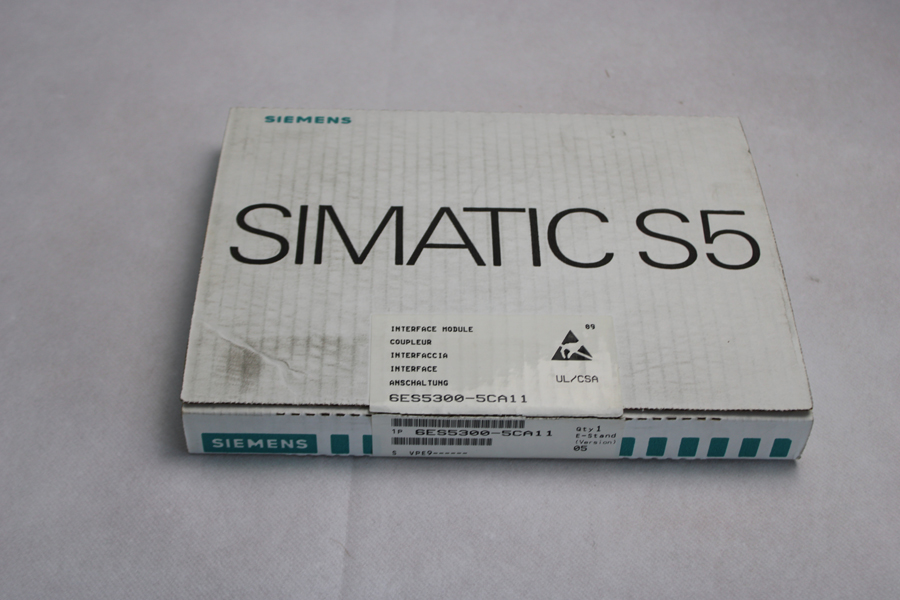 SIEMENS
SIMATIC S5
INTERFACE MODULE
COUPLEUR
INTERFACCIA
INTERFACE
ANSCHALTUNG
6ES5300-5CA11
09
UL/CSA
SIEMENS
1P 6ES5300-5CA11
S VPE9------
Qty 1
E-Stand
(Version)
05